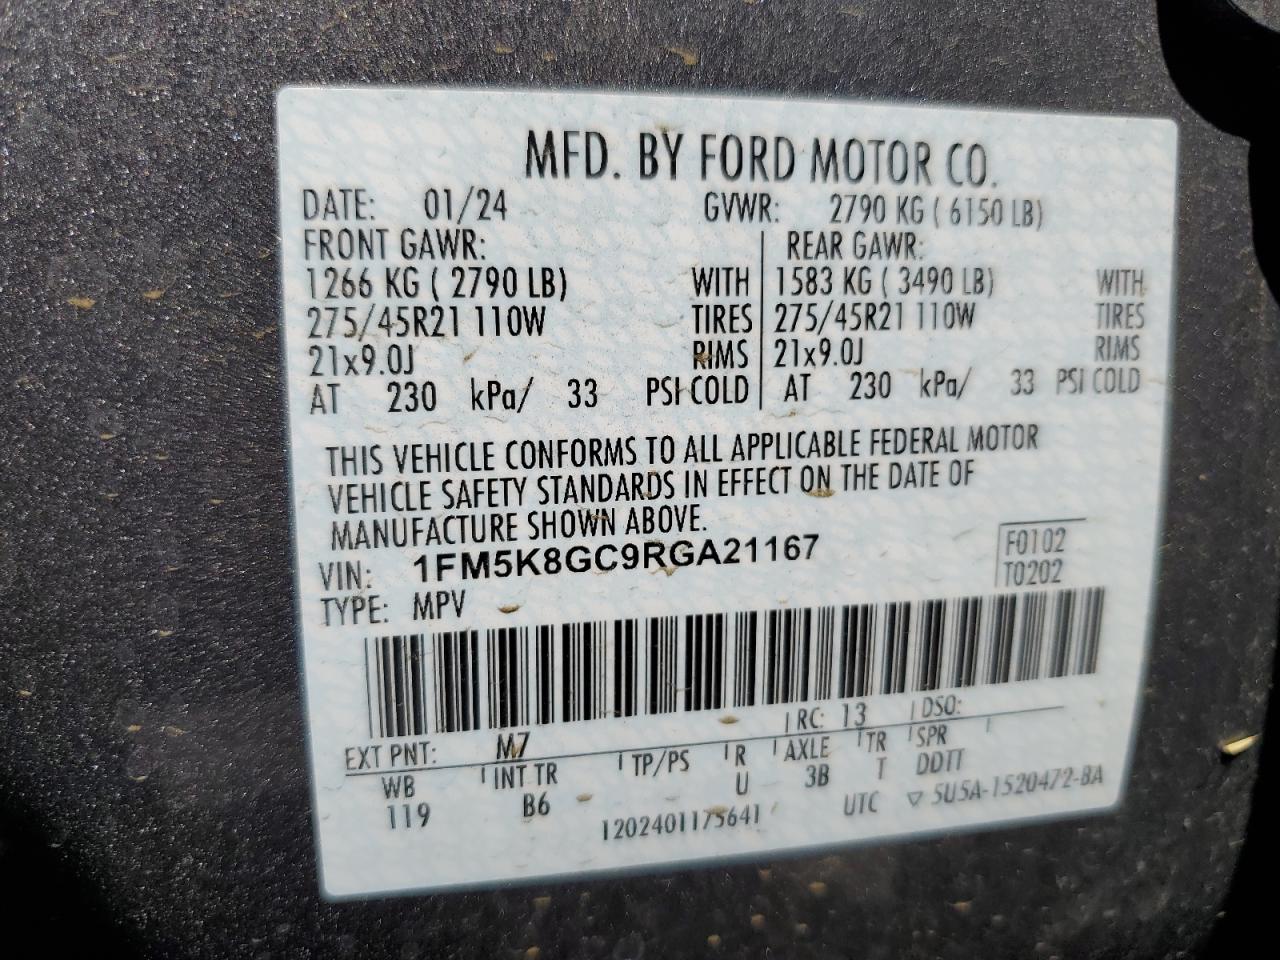 MFD. BY FORD MOTOR CO.
DATE: 01/24 GVWR: 2790 KG ( 6150 LB)
FRONT GAWR: REAR GAWR:
1266 KG ( 2790 LB) WITH 1583 KG ( 3490 LB) WITH
275/45R21 110W TIRES 275/45R21 110W TIRES
21x9.0J RIMS 21x9.0J RIMS
AT 230 kPa/ 33 PSI COLD AT 230 kPa/ 33 PSI COLD
THIS VEHICLE CONFORMS TO ALL APPLICABLE FEDERAL MOTOR
VEHICLE SAFETY STANDARDS IN EFFECT ON THE DATE OF
MANUFACTURE SHOWN ABOVE.
VIN: 1FM5K8GC9RGA21167 F0102
TYPE: MPV T0202
EXT PNT: M7 RC: 13 DSO:
WB INT TR TP/PS R AXLE TR SPR
119 B6 U 3B T DDTT
1202401175641 UTC ▽ 5U5A-1520472-BA